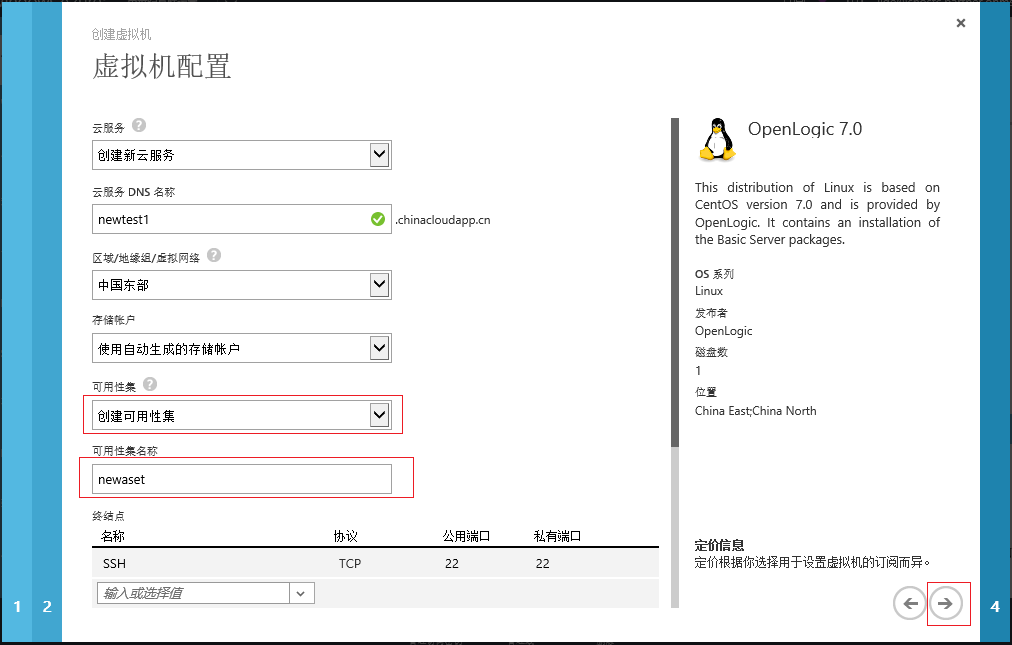 创建虚拟机
虚拟机配置
云服务 ?
创建新云服务
云服务 DNS 名称
newtest1 .chinacloudapp.cn
区域/地缘组/虚拟网络 ?
中国东部
存储帐户
使用自动生成的存储帐户
可用性集 ?
创建可用性集
可用性集名称
newaset
终结点
名称 协议 公用端口 私有端口
SSH TCP 22 22
输入或选择值
OpenLogic 7.0
This distribution of Linux is based on
CentOS version 7.0 and is provided by
OpenLogic. It contains an installation of
the Basic Server packages.
OS 系列
Linux
发布者
OpenLogic
磁盘数
1
位置
China East;China North
定价信息
定价根据你选择用于设置虚拟机的订阅而异。
1 2 4